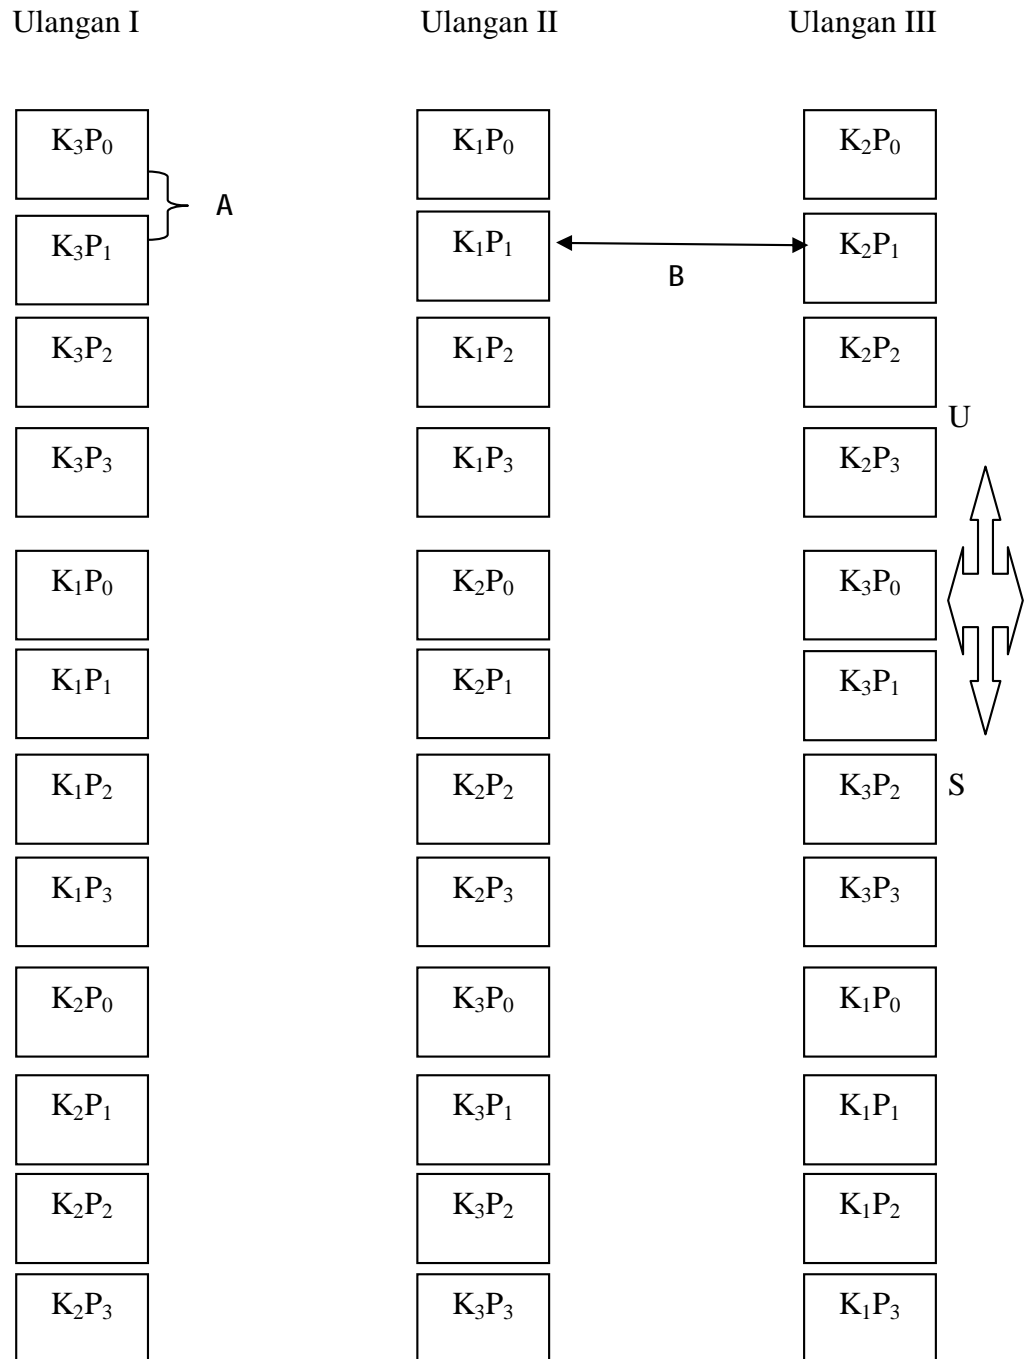 Ulangan I Ulangan II Ulangan III
K₃P₀ K₁P₀ K₂P₀
A
K₃P₁ K₁P₁ K₂P₁
B
K₃P₂ K₁P₂ K₂P₂
U
K₃P₃ K₁P₃ K₂P₃
K₁P₀ K₂P₀ K₃P₀
K₁P₁ K₂P₁ K₃P₁
K₁P₂ K₂P₂ K₃P₂ S
K₁P₃ K₂P₃ K₃P₃
K₂P₀ K₃P₀ K₁P₀
K₂P₁ K₃P₁ K₁P₁
K₂P₂ K₃P₂ K₁P₂
K₂P₃ K₃P₃ K₁P₃